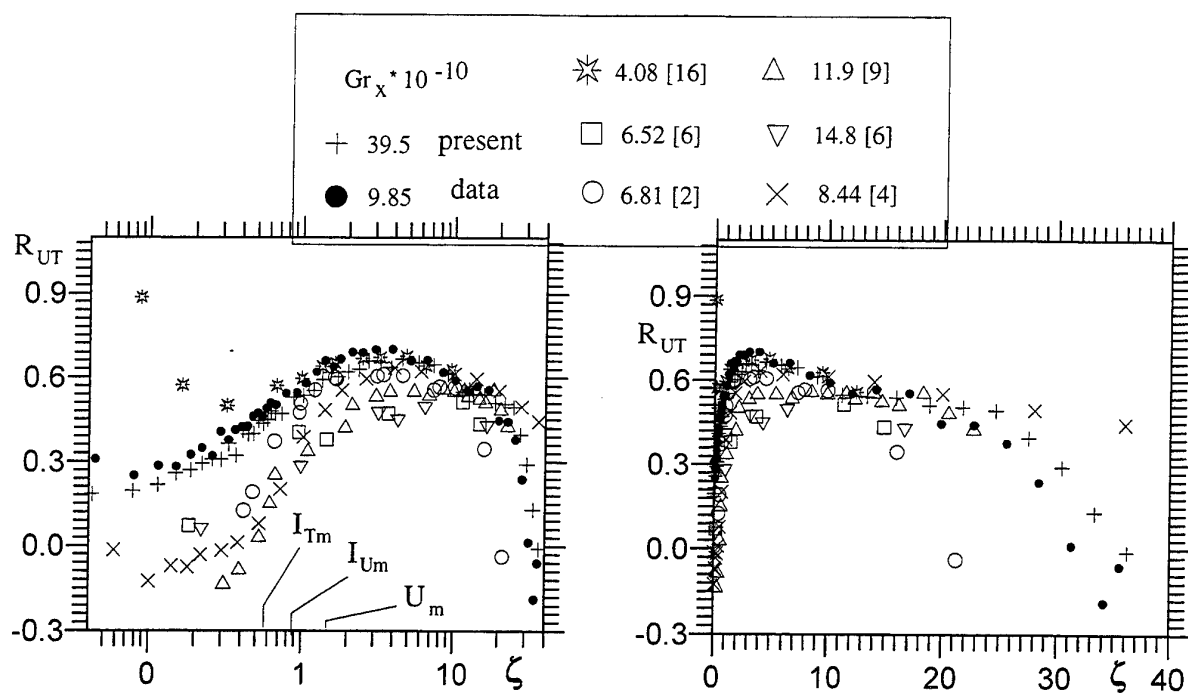 Gr_x * 10^-10
+ 39.5 present
● 9.85 data
4.08 [16]
□ 6.52 [6]
○ 6.81 [2]
△ 11.9 [9]
▽ 14.8 [6]
× 8.44 [4]
R_UT
0.9
0.6
0.3
0.0
-0.3
I_Tm
I_Um
U_m
0 1 10 ζ
0.9
R_UT
0.6
0.3
0.0
-0.3
0 10 20 30 ζ 40